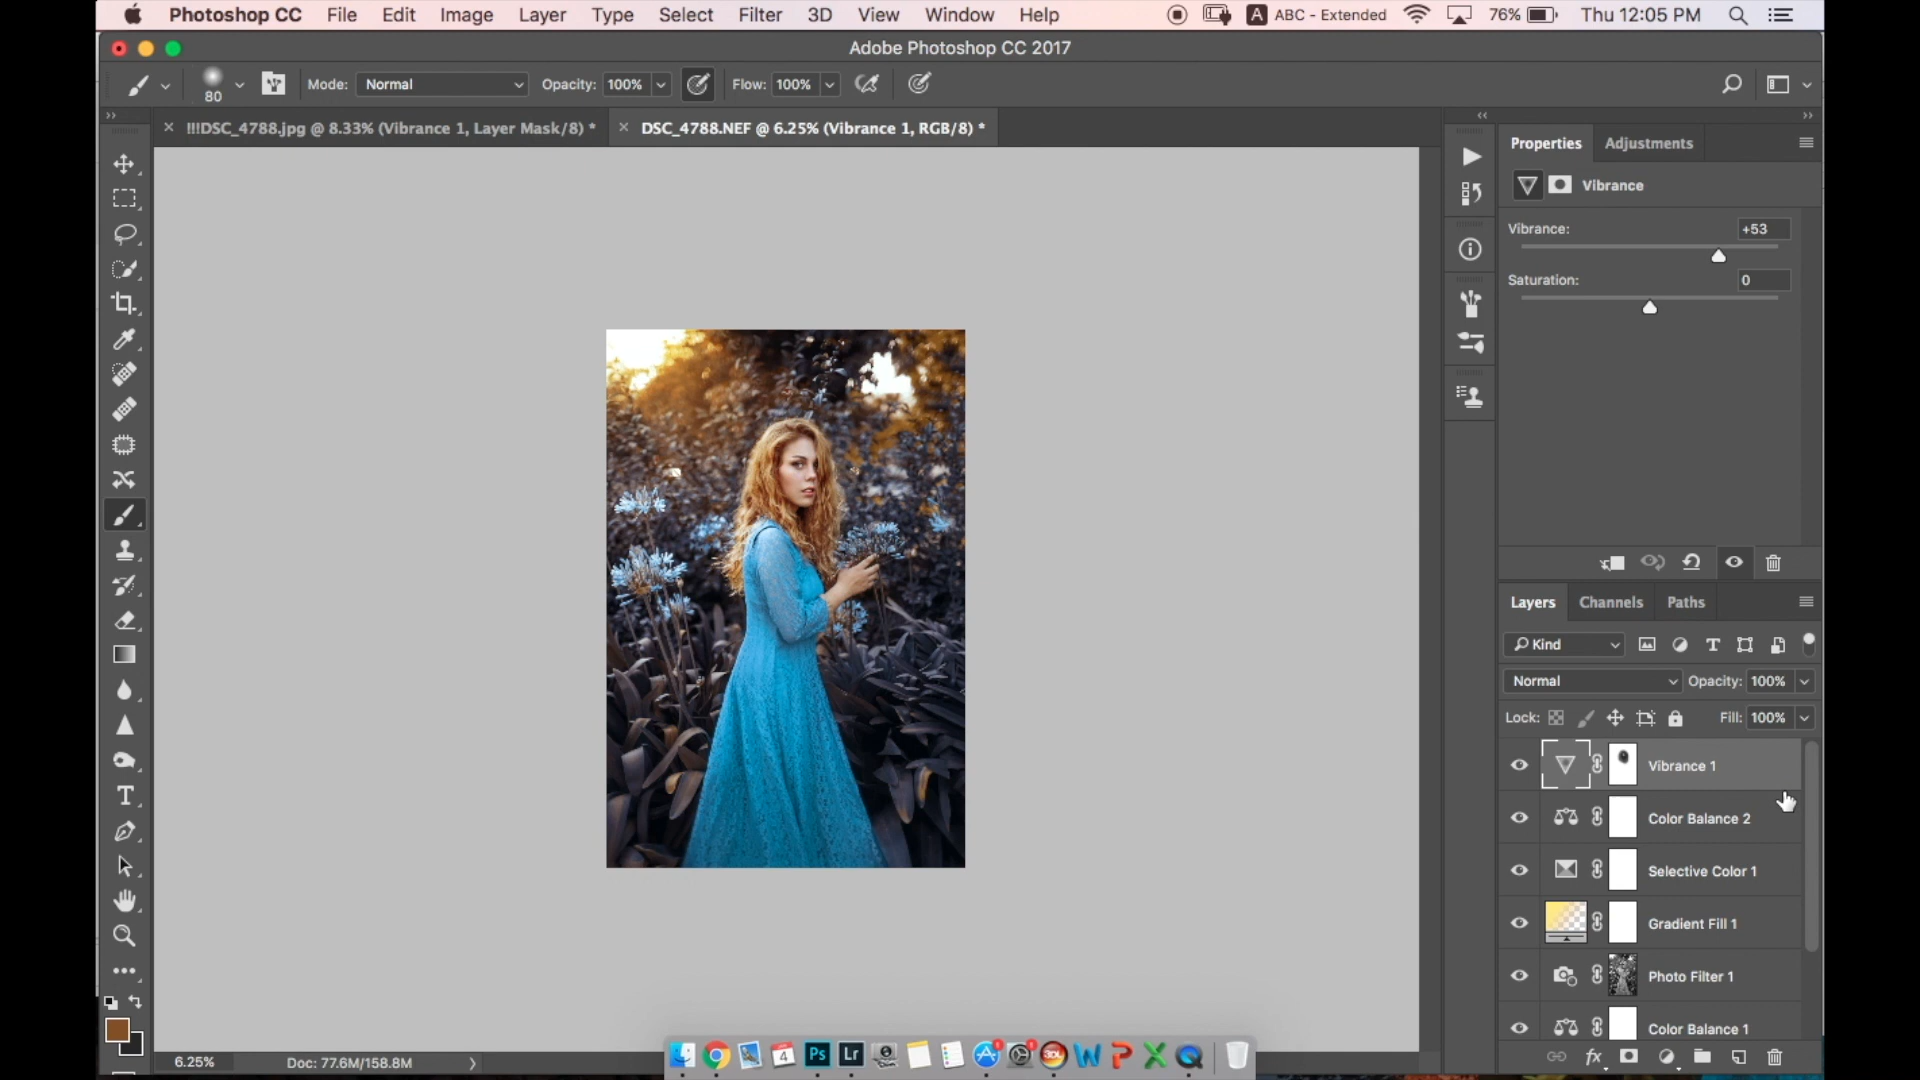 Photoshop CC File Edit Image Layer Type Select Filter 3D View Window Help A ABC - Extended 76% Thu 12:05 PM
Adobe Photoshop CC 2017
80 Mode: Normal Opacity: 100% Flow: 100%
!!!DSC_4788.jpg @ 8.33% (Vibrance 1, Layer Mask/8) * DSC_4788.NEF @ 6.25% (Vibrance 1, RGB/8) *
Properties Adjustments
Vibrance
Vibrance: +53
Saturation: 0
Layers Channels Paths
Kind
Normal Opacity: 100%
Lock: Fill: 100%
Vibrance 1
Color Balance 2
Selective Color 1
Gradient Fill 1
Photo Filter 1
Color Balance 1
fx
6.25% Doc: 77.6M/158.8M
4 Ps Lr